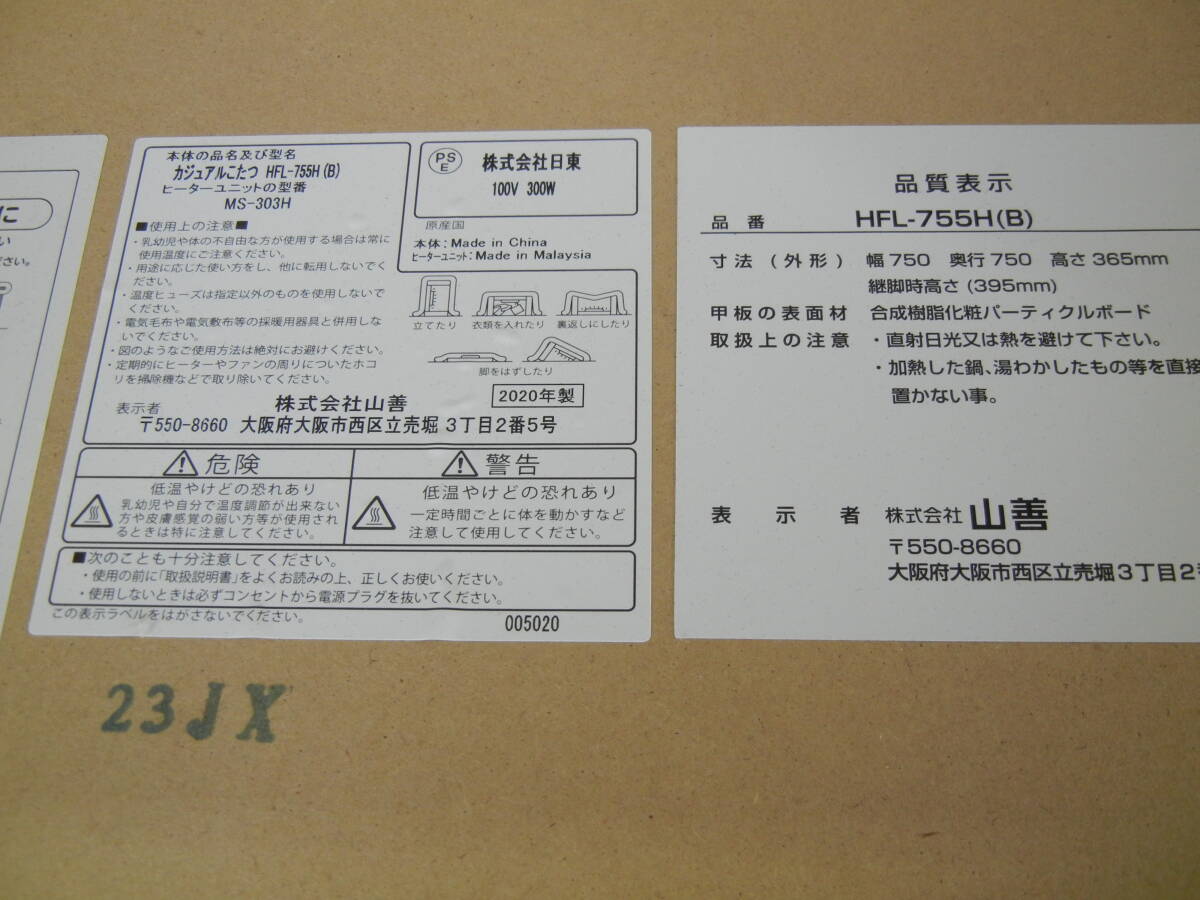 に
い
ださい。
本体の品名及び型名
カジュアルこたつ HFL-755H(B)
ヒーターユニットの型番
MS-303H
■使用上の注意■
・乳幼児や体の不自由な方が使用する場合は常に
使用温度にご注意ください。
・用途に応じた使い方をし、他に転用しないでく
ださい。
・温度ヒューズは指定以外のものを使用しないで
ください。
・電気毛布や電気敷布等の採暖用器具と併用しな
いでください。
・図のようなご使用方法は絶対にお避けください。
・定期的にヒーターやファンの周りについたホコ
リを掃除機などで取り除いてください。
PS
E
株式会社日東
100V 300W
原産国
本体:Made in China
ヒーターユニット:Made in Malaysia
立てたり
衣類を入れたり
裏返しにしたり
脚をはずしたり
2020年製
表示者
株式会社山善
〒550-8660 大阪府大阪市西区立売堀 3丁目2番5号
危険
低温やけどの恐れあり
乳幼児や自分で温度調節が出来ない
方や皮膚感覚の弱い方等が使用され
るときは特に注意してください。
警告
低温やけどの恐れあり
一定時間ごとに体を動かすなど
注意して使用してください。
■次のことも十分注意してください。
・使用の前に「取扱説明書」をよくお読みの上、正しくお使いください。
・使用しないときは必ずコンセントから電源プラグを抜いてください。
この表示ラベルをはがさないでください。
005020
品質表示
品番 HFL-755H(B)
寸法(外形) 幅750 奥行750 高さ365mm
継脚時高さ(395mm)
甲板の表面材 合成樹脂化粧パーティクルボード
取扱上の注意 ・直射日光又は熱を避けて下さい。
・加熱した鍋、湯わかしたもの等を直接
置かない事。
表示者 株式会社 山善
〒550-8660
大阪府大阪市西区立売堀3丁目2
23JX